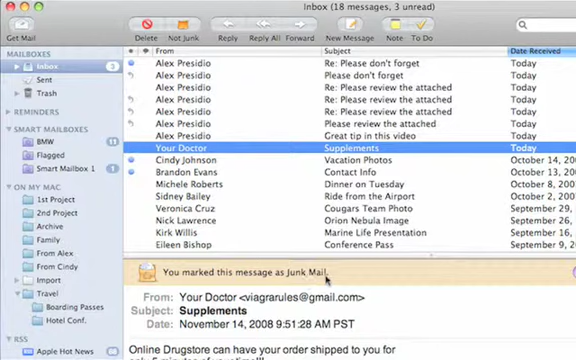 Inbox (18 messages, 3 unread)
Get Mail
Delete
Not Junk
Reply
Reply All
Forward
New Message
Note
To Do
MAILBOXES
Inbox 3
Sent
Trash
REMINDERS
SMART MAILBOXES
BMW 11
Flagged
Smart Mailbox 1
ON MY MAC
1st Project
2nd Project
Archive
Family
From Alex
From Cindy
Import
Travel
Boarding Passes
Hotel Conf.
RSS
Apple Hot News
From Subject Date Received
Alex Presidio Re: Please don't forget Today
Alex Presidio Please don't forget Today
Alex Presidio Re: Please review the attached Today
Alex Presidio Re: Please review the attached Today
Alex Presidio Re: Please review the attached Today
Alex Presidio Please review the attached Today
Alex Presidio Great tip in this video Today
Your Doctor Supplements Today
Cindy Johnson Vacation Photos October 14,
Brandon Evans Contact Info October 13,
Michele Roberts Dinner on Tuesday October 8,
Sidney Bailey Ride from the Airport October 2,
Veronica Cruz Cougars Team Photo October 2,
Nick Lawrence Orion Nebula Image October 2,
Kirk Willis Marine Life Presentation October 2,
Eileen Bishop Conference Pass October 2,
You marked this message as Junk Mail.
From: Your Doctor <viagrarules@gmail.com>
Subject: Supplements
Date: November 14, 2008 9:51:28 AM PST
Online Drugstore can have your order shipped to you for